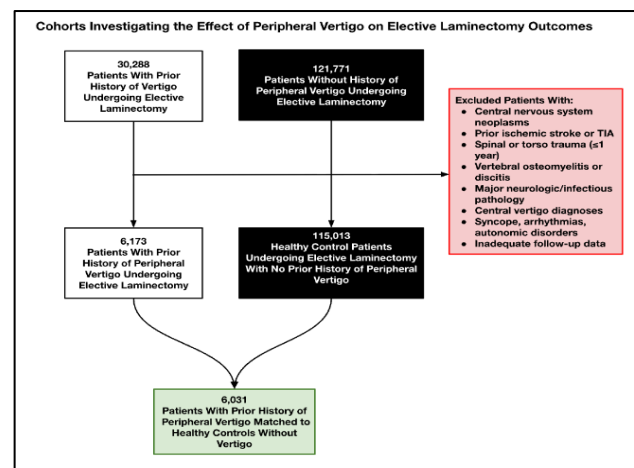 Cohorts Investigating the Effect of Peripheral Vertigo on Elective Laminectomy Outcomes
30,288
Patients With Prior
History of Vertigo
Undergoing Elective
Laminectomy
121,771
Patients Without History of
Peripheral Vertigo Undergoing
Elective Laminectomy
Excluded Patients With:
• Central nervous system
neoplasms
• Prior ischemic stroke or TIA
• Spinal or torso trauma (≤1
year)
• Vertebral osteomyelitis or
discitis
• Major neurologic/infectious
pathology
• Central vertigo diagnoses
• Syncope, arrhythmias,
autonomic disorders
• Inadequate follow-up data
6,173
Patients With Prior
History of Peripheral
Vertigo Undergoing
Elective Laminectomy
115,013
Healthy Control Patients
Undergoing Elective Laminectomy
With No Prior History of Peripheral
Vertigo
6,031
Patients With Prior History of
Peripheral Vertigo Matched to
Healthy Controls Without
Vertigo